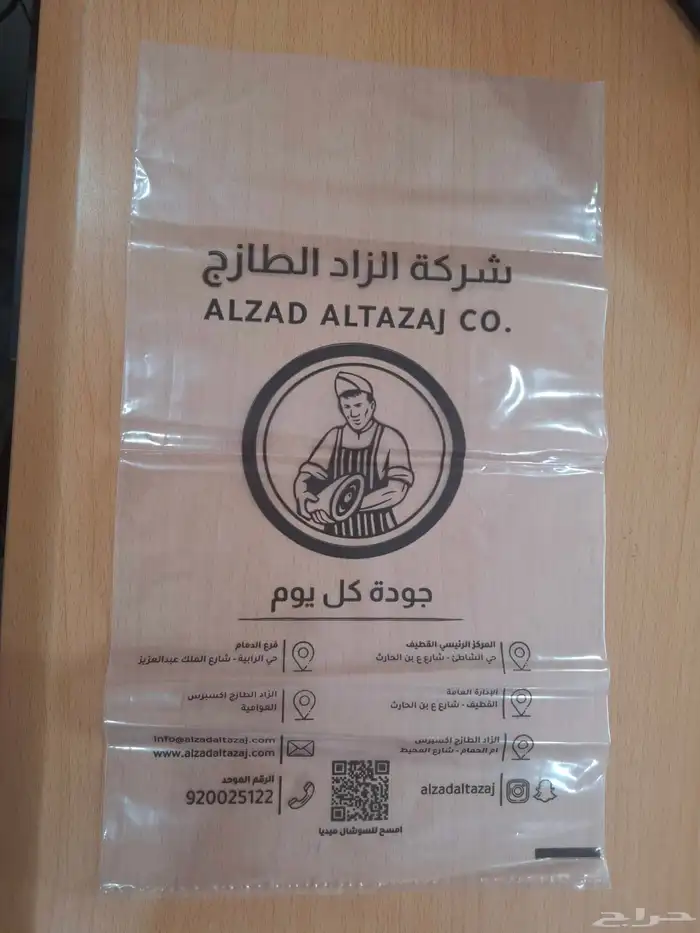 شركة الزاد الطازج
ALZAD ALTAZAJ CO.
جودة كل يوم
المركز الرئيسي القطيف
حي الشاطئ - شارع ع بن الحارث
فرع الدمام
حي الرابية - شارع الملك عبدالعزيز
الإدارة العامة
القطيف - شارع ع بن الحارث
الزاد الطازج اكسبرس
العوامية
الزاد الطازج اكسبرس
ام الحمام - شارع المحيط
info@alzadaltazaj.com
www.alzadaltazaj.com
alzadaltazaj
الرقم الموحد
920025122
امسح للسوشال ميديا
حراج